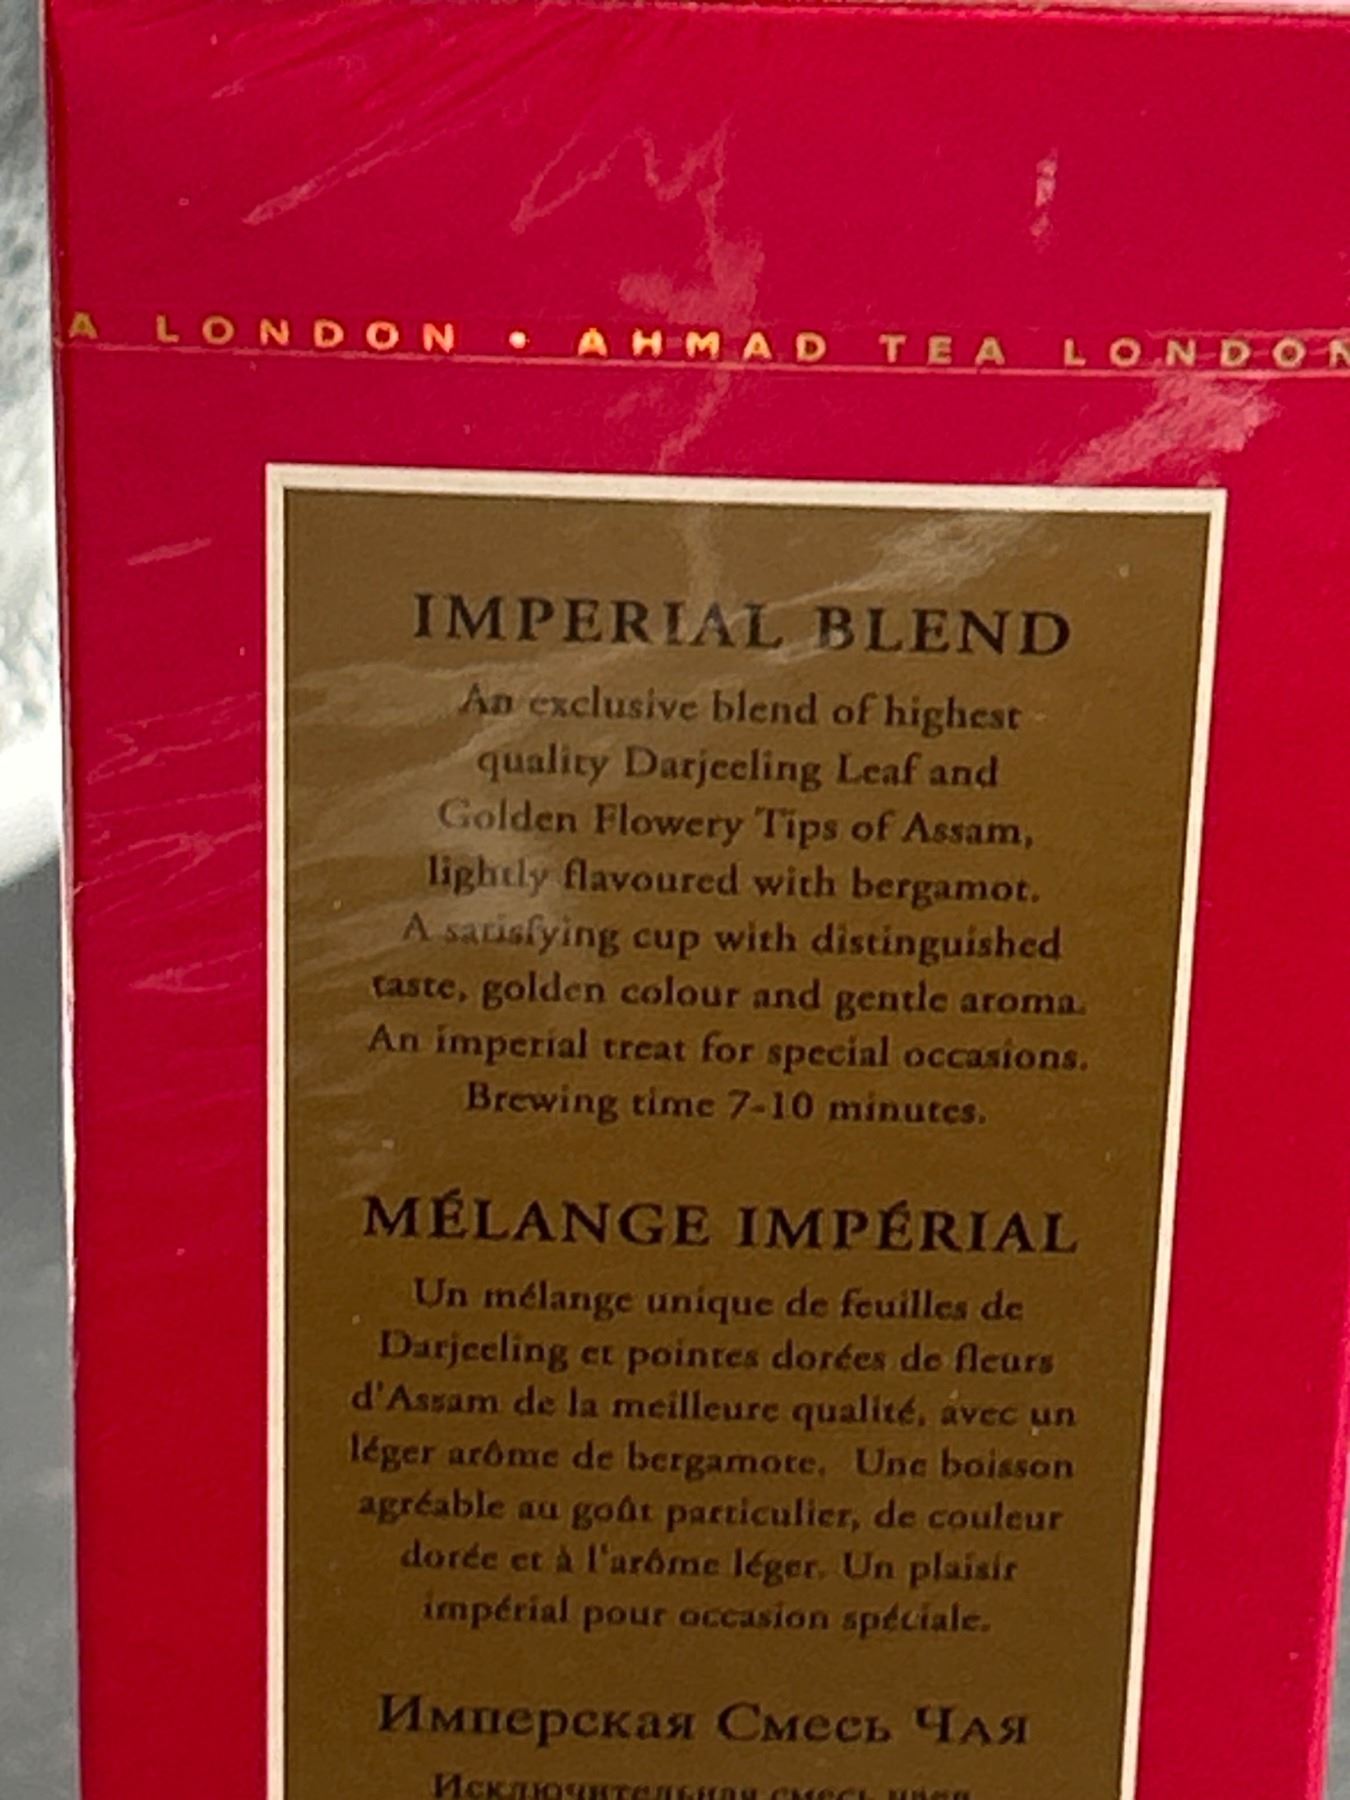 A LONDON • AHMAD TEA LONDON
IMPERIAL BLEND
An exclusive blend of highest
quality Darjeeling Leaf and
Golden Flowery Tips of Assam,
lightly flavoured with bergamot.
A satisfying cup with distinguished
taste, golden colour and gentle aroma.
An imperial treat for special occasions.
Brewing time 7-10 minutes.
MÉLANGE IMPÉRIAL
Un mélange unique de feuilles de
Darjeeling et pointes dorées de fleurs
d'Assam de la meilleure qualité, avec un
léger arôme de bergamote. Une boisson
agréable au goût particulier, de couleur
dorée et à l'arôme léger. Un plaisir
impérial pour occasion spéciale.
Имперская Смесь Чая
Исключительная смесь чаев